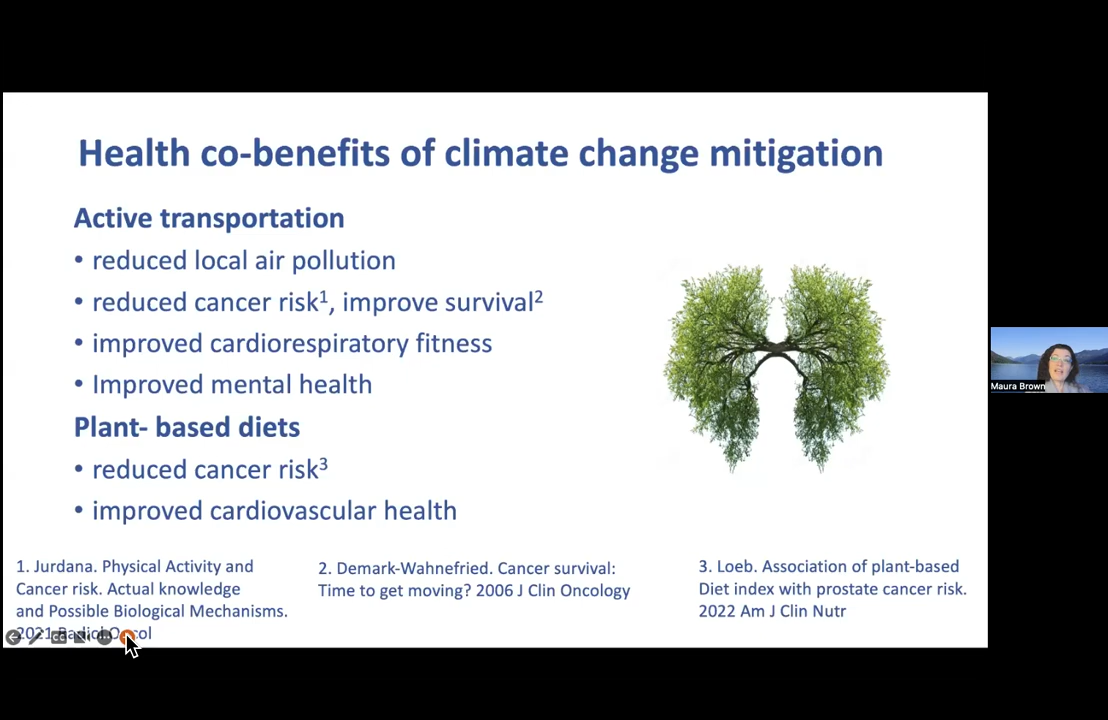 Health co-benefits of climate change mitigation
Active transportation
• reduced local air pollution
• reduced cancer risk1, improve survival2
• improved cardiorespiratory fitness
• Improved mental health
Plant- based diets
• reduced cancer risk3
• improved cardiovascular health
1. Jurdana. Physical Activity and
Cancer risk. Actual knowledge
and Possible Biological Mechanisms.
2021 Radiol Oncol
2. Demark-Wahnefried. Cancer survival:
Time to get moving? 2006 J Clin Oncology
3. Loeb. Association of plant-based
Diet index with prostate cancer risk.
2022 Am J Clin Nutr
Maura Brown